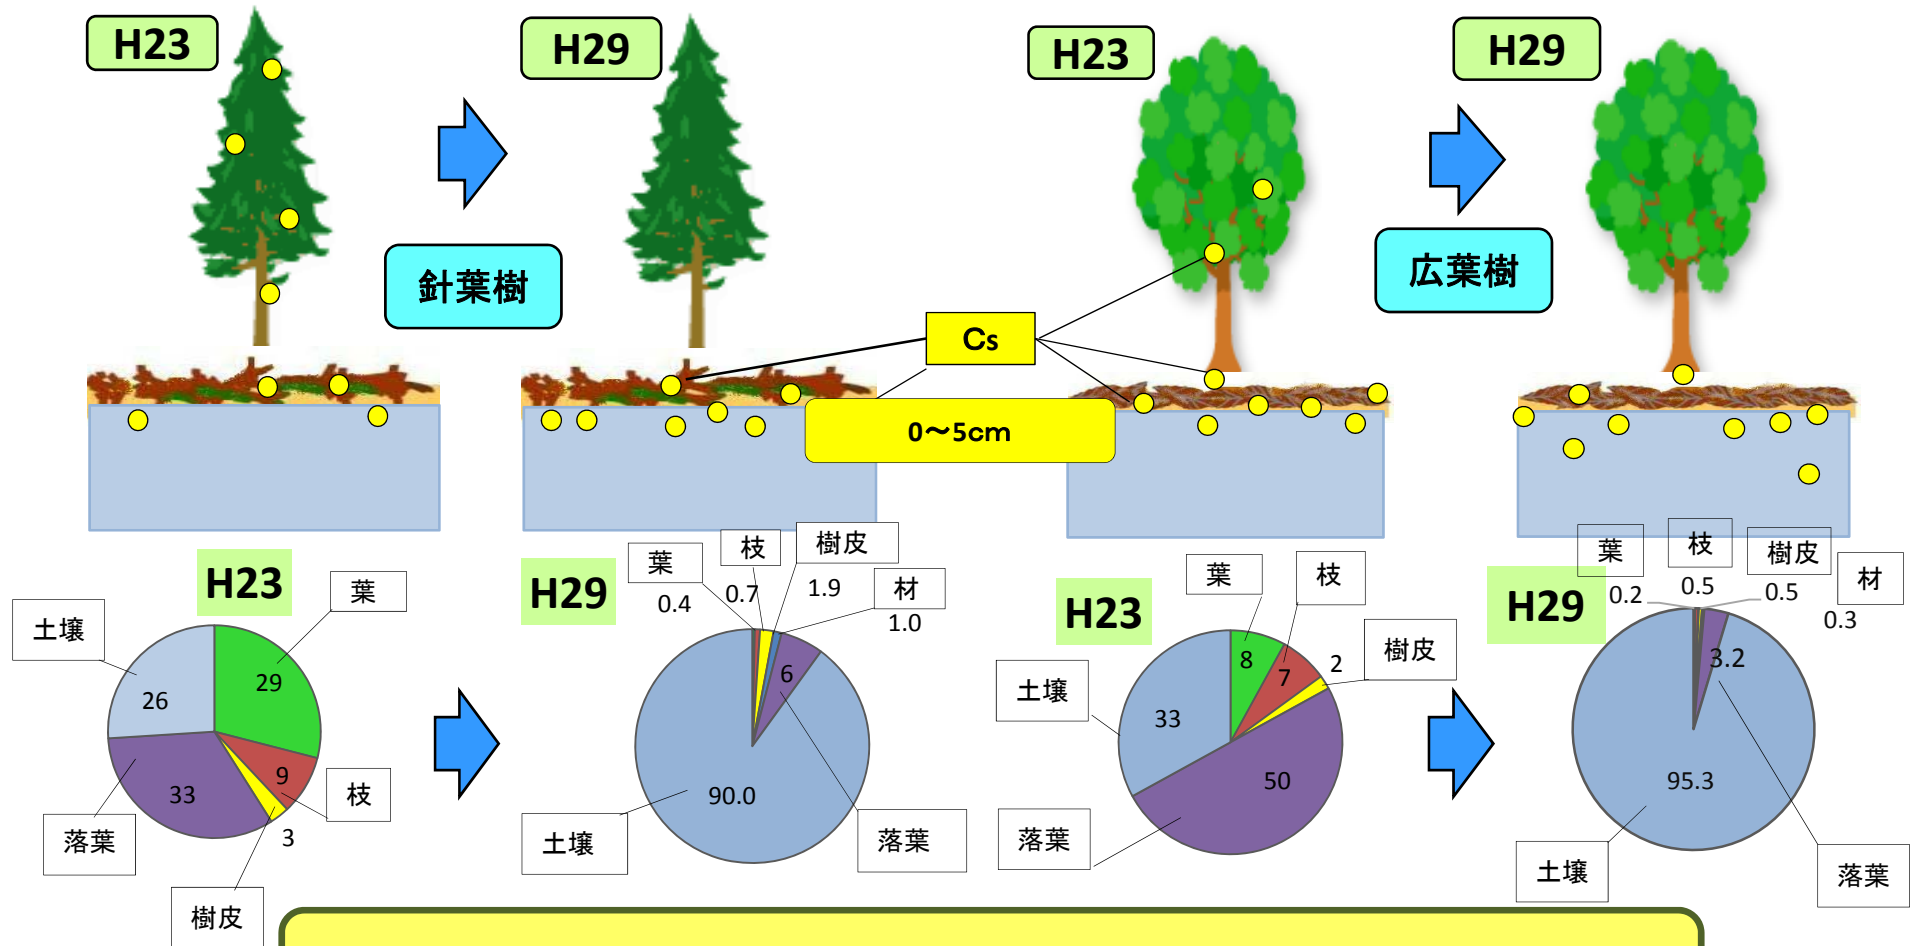 H23
H29
H23
H29
針葉樹
広葉樹
Cs
0～5cm
H23
葉
土壌
29
26
9
33
枝
3
落葉
樹皮
H29
葉
枝
樹皮
材
0.4
0.7
1.9
1.0
6
90.0
土壌
落葉
H23
葉
枝
樹皮
8
7
2
土壌
33
50
落葉
H29
葉
枝
樹皮
材
0.2
0.5
0.5
0.3
3.2
95.3
土壌
落葉